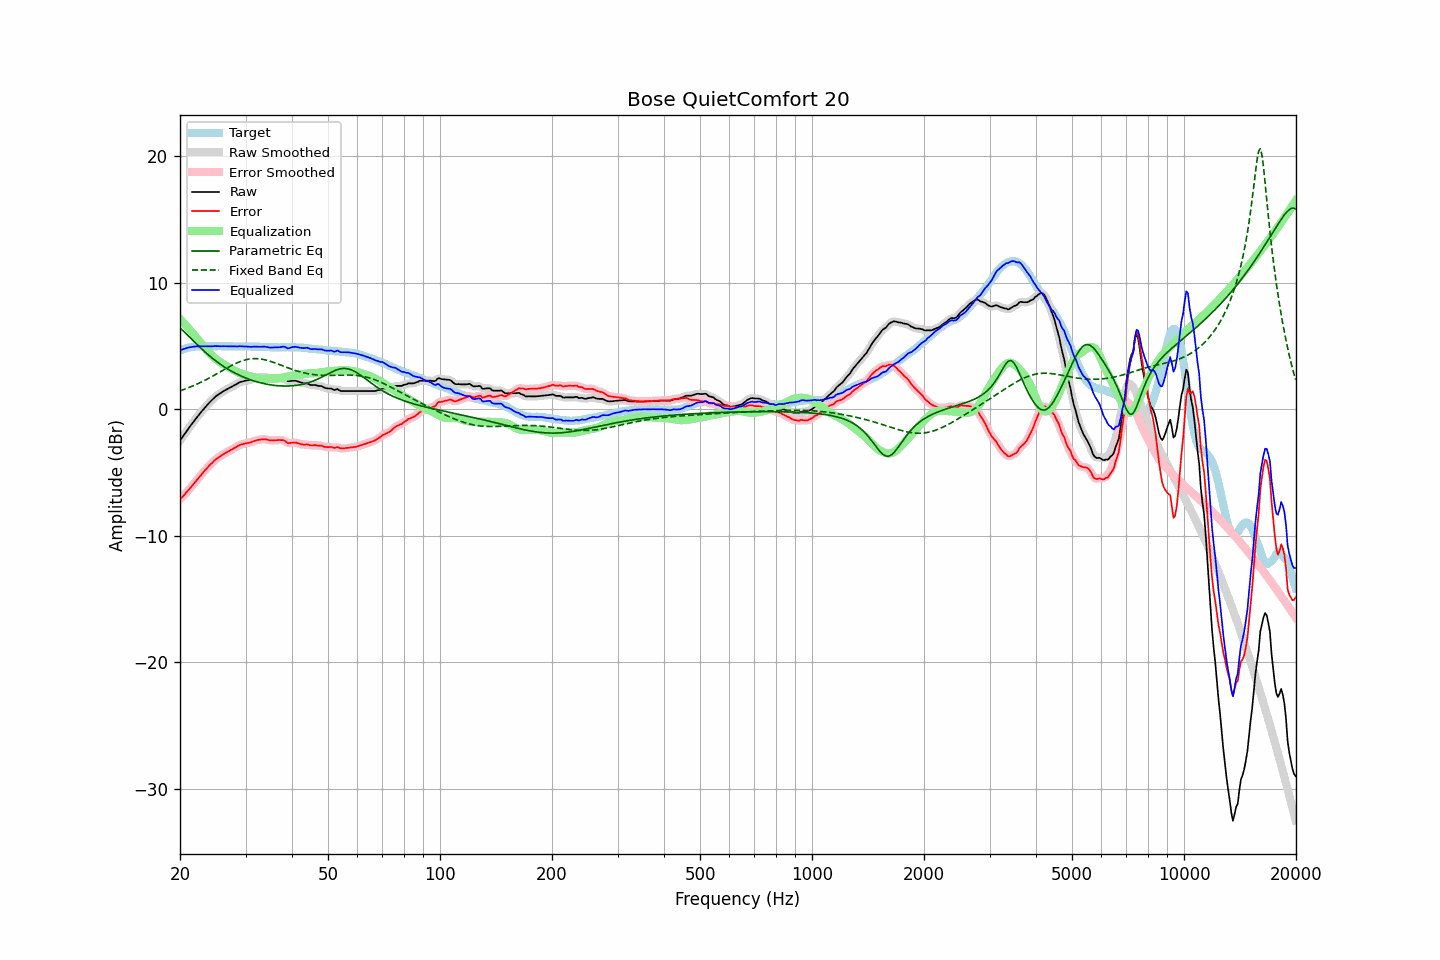 Bose QuietComfort 20
Target
Raw Smoothed
Error Smoothed
Raw
Error
Equalization
Parametric Eq
Fixed Band Eq
Equalized
Amplitude (dBr)
20
10
0
−10
−20
−30
20 50 100 200 500 1000 2000 5000 10000 20000
Frequency (Hz)